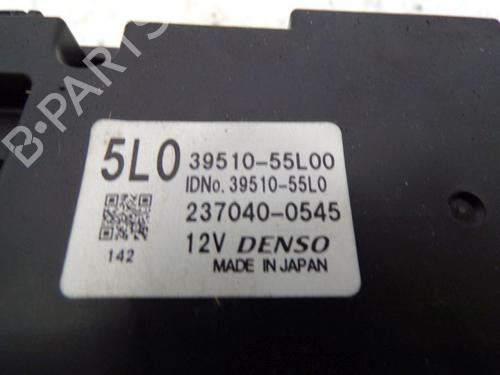 B-PARTS
5L0 39510-55L00
IDNo. 39510-55L0
237040-0545
142 12V DENSO
MADE IN JAPAN